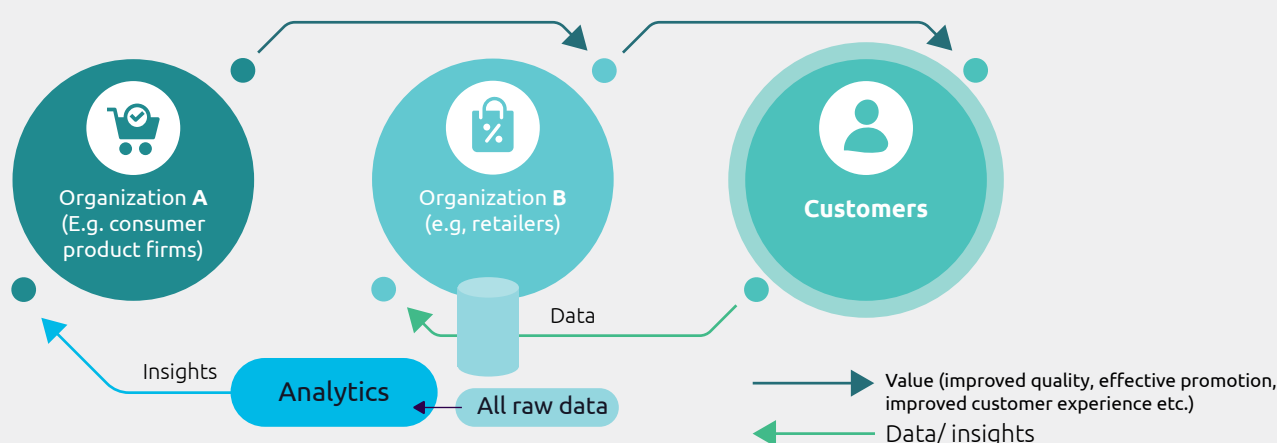 Organization A
(E.g. consumer
product firms)
Organization B
(e.g, retailers)
%
Customers
Data
Insights
Analytics
All raw data
Value (improved quality, effective promotion,
improved customer experience etc.)
Data/ insights